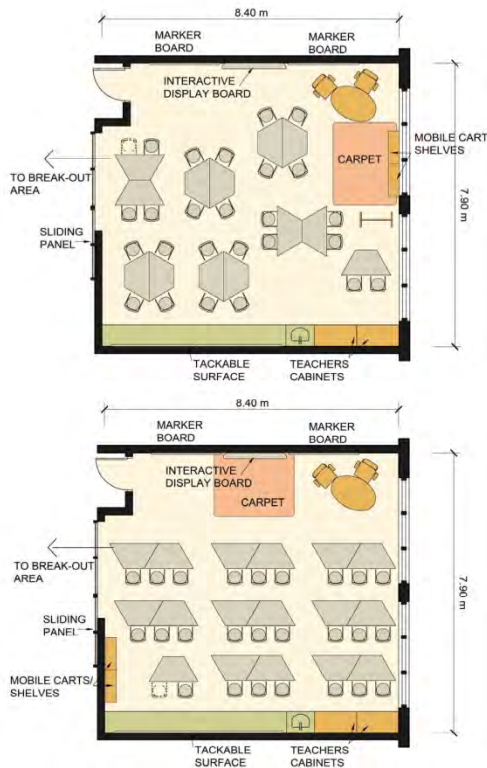 8.40 m
MARKER
BOARD
MARKER
BOARD
INTERACTIVE
DISPLAY BOARD
MOBILE CART
SHELVES
CARPET
TO BREAK-OUT
AREA
7.90 m
SLIDING
PANEL
TACKABLE
SURFACE
TEACHERS
CABINETS
8.40 m
MARKER
BOARD
MARKER
BOARD
INTERACTIVE
DISPLAY BOARD
CARPET
TO BREAK-OUT
AREA
7.90 m
SLIDING
PANEL
MOBILE CARTS/
SHELVES
TACKABLE
SURFACE
TEACHERS
CABINETS